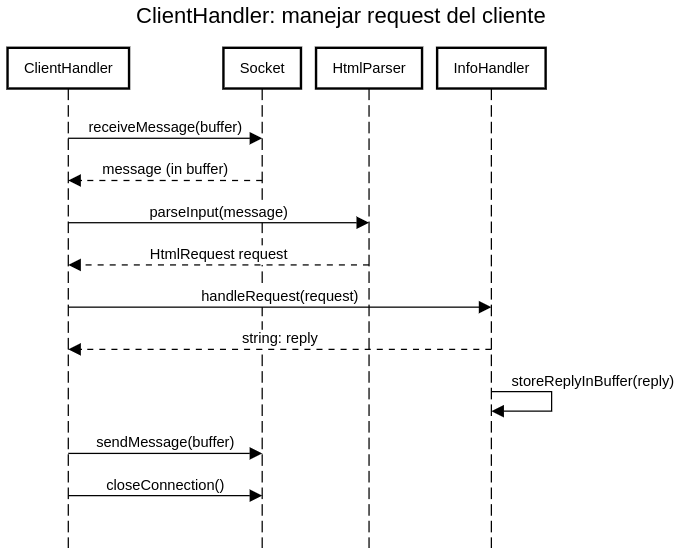 ClientHandler: manejar request del cliente
ClientHandler
Socket
HtmlParser
InfoHandler
receiveMessage(buffer)
message (in buffer)
parseInput(message)
HtmlRequest request
handleRequest(request)
string: reply
storeReplyInBuffer(reply)
sendMessage(buffer)
closeConnection()